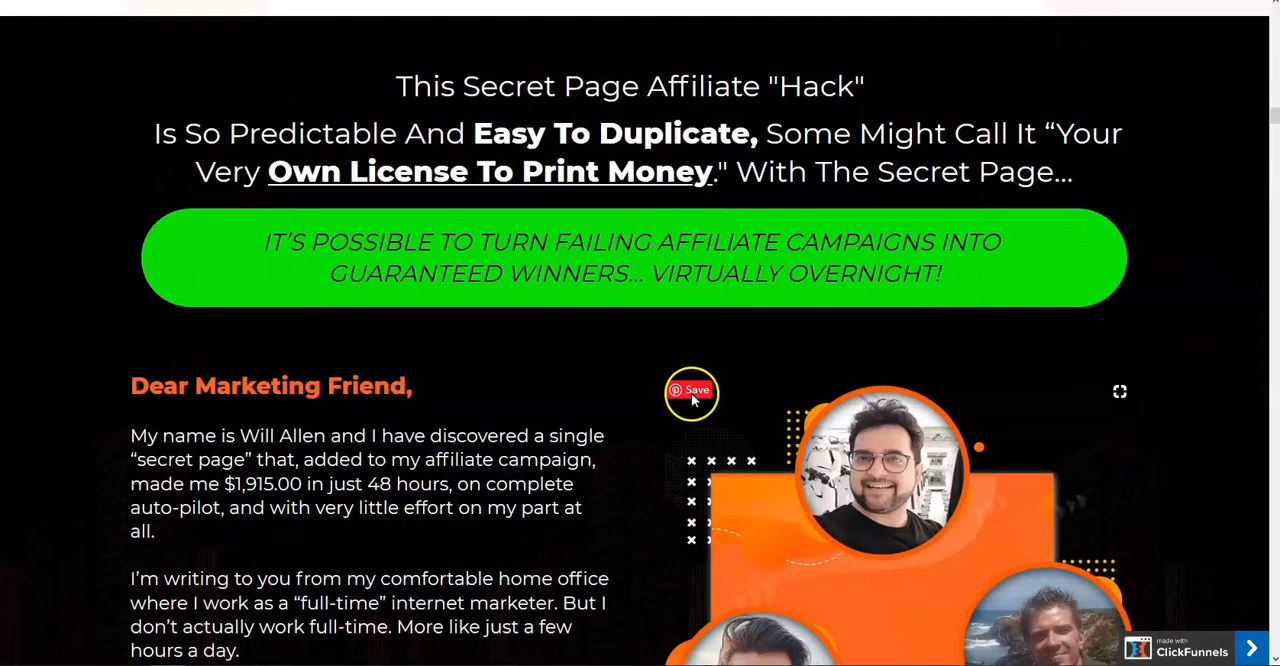 This Secret Page Affiliate "Hack"
Is So Predictable And Easy To Duplicate, Some Might Call It “Your
Very Own License To Print Money." With The Secret Page...
IT’S POSSIBLE TO TURN FAILING AFFILIATE CAMPAIGNS INTO
GUARANTEED WINNERS... VIRTUALLY OVERNIGHT!
Dear Marketing Friend,
Save
My name is Will Allen and I have discovered a single
“secret page” that, added to my affiliate campaign,
made me $1,915.00 in just 48 hours, on complete
auto-pilot, and with very little effort on my part at
all.
I’m writing to you from my comfortable home office
where I work as a “full-time” internet marketer. But I
don’t actually work full-time. More like just a few
hours a day.
made with
ClickFunnels